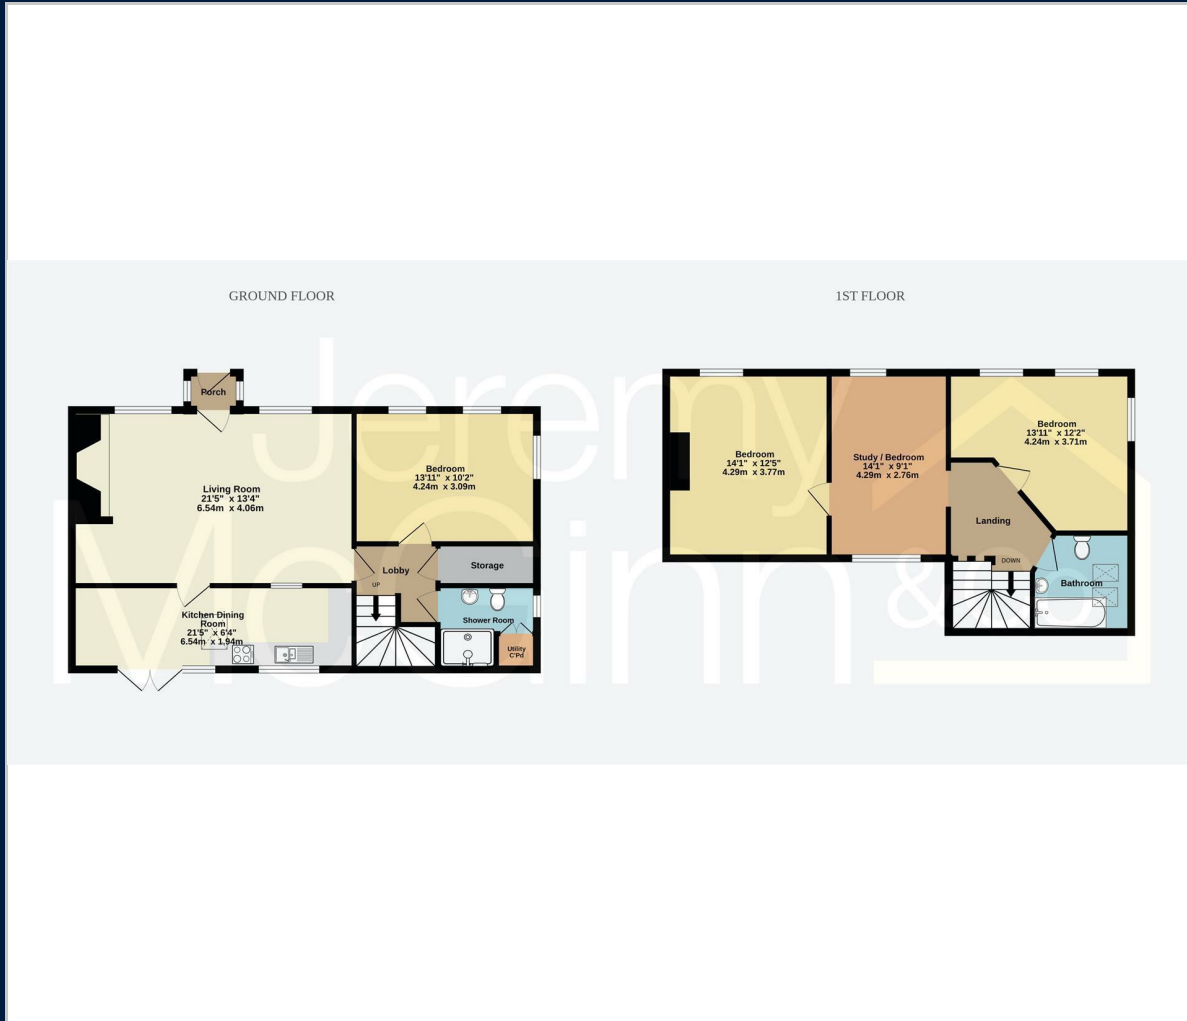 GROUND FLOOR
Porch
Living Room
21'5" x 13'4"
6.54m x 4.06m
Bedroom
13'11" x 10'2"
4.24m x 3.09m
Lobby
UP
Storage
Kitchen Dining
Room
21'5" x 6'4"
6.54m x 1.94m
Shower Room
Utility
C'Pd
1ST FLOOR
Bedroom
14'1" x 12'5"
4.29m x 3.77m
Study / Bedroom
14'1" x 9'1"
4.29m x 2.76m
Bedroom
13'11" x 12'2"
4.24m x 3.71m
Landing
DOWN
Bathroom
Jeremy
McGinn & Co